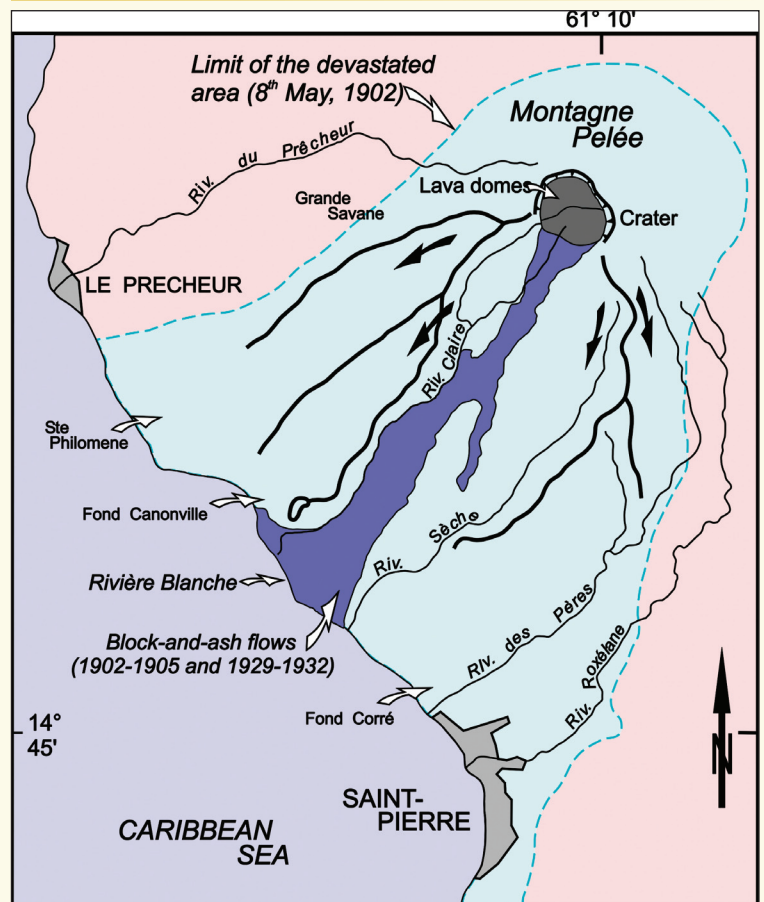 61° 10'
Limit of the devastated
area (8th May, 1902)
Montagne
Pelée
Riv. du Prêcheur
Lava domes
Grande
Savane
Crater
LE PRECHEUR
Riv. Claire
Ste
Philomene
Fond Canonville
Riv. Sèche
Rivière Blanche
Block-and-ash flows
(1902-1905 and 1929-1932)
Riv. des Pères
Riv. Roxélane
Fond Corré
14°
45'
N
SAINT-
PIERRE
CARIBBEAN
SEA